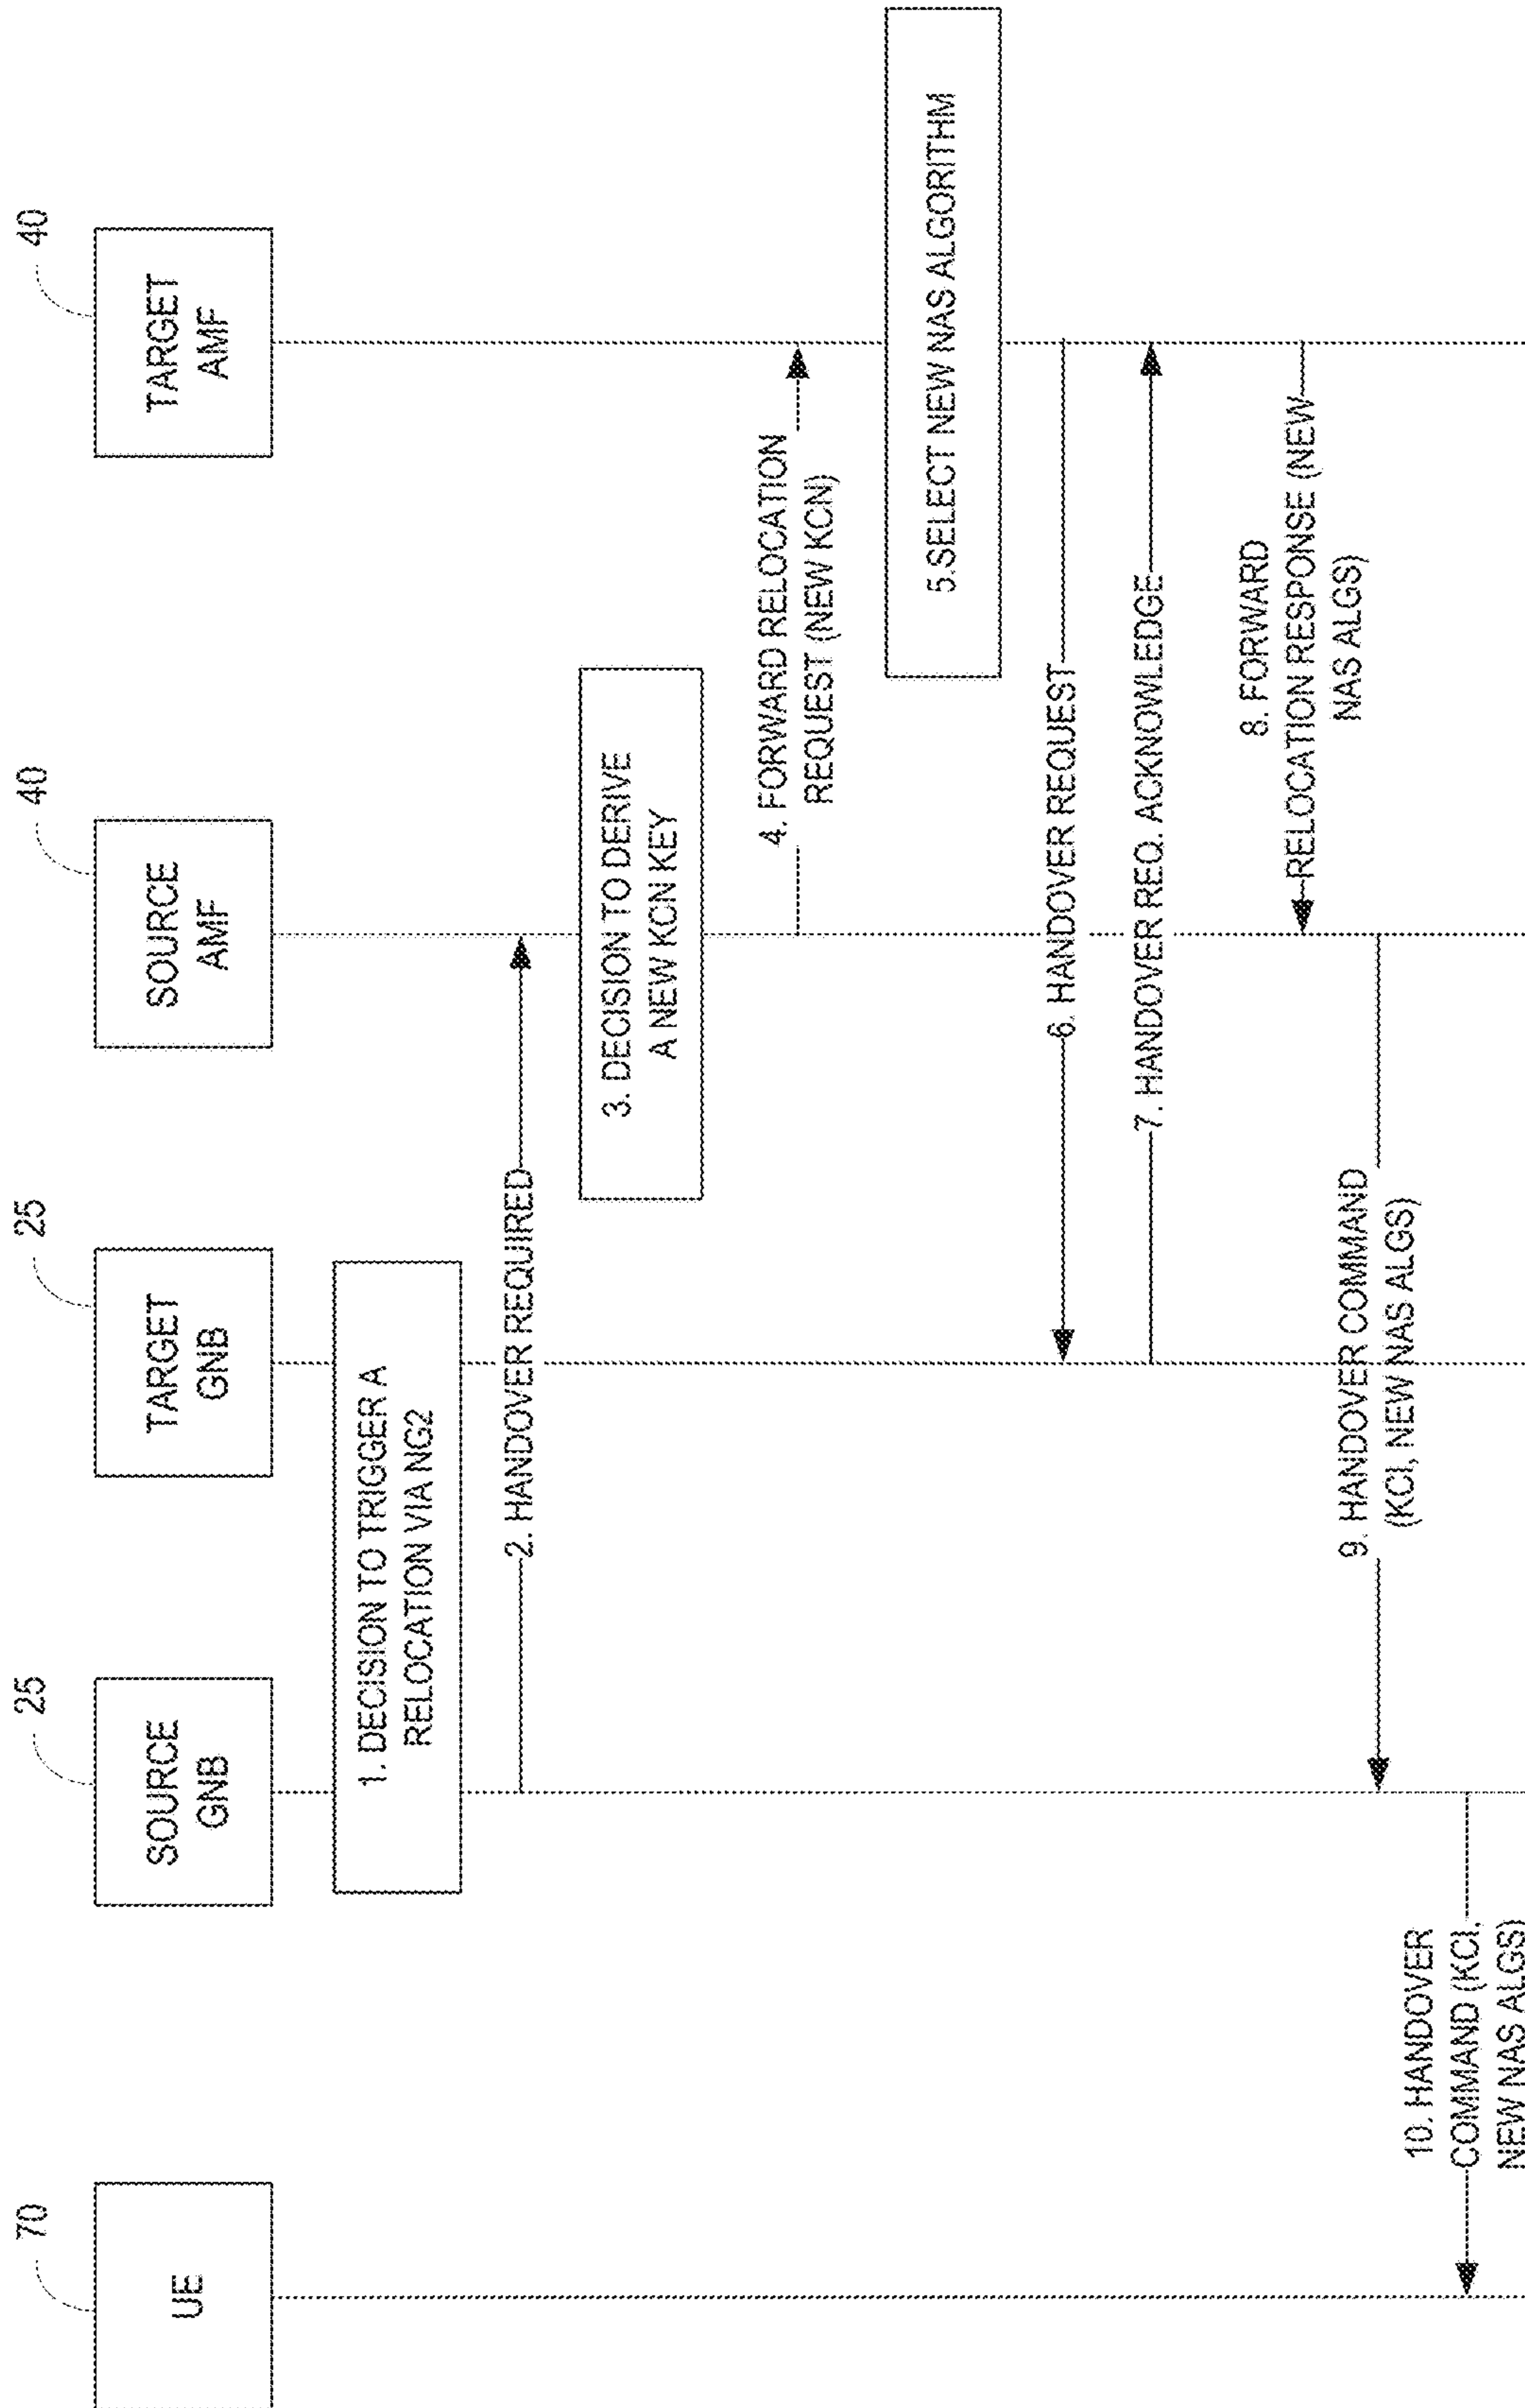 70
25
25
40
40
UE
SOURCE
GNB
TARGET
GNB
SOURCE
AMF
TARGET
AMF
1. DECISION TO TRIGGER A
RELOCATION VIA NG2
2. HANDOVER REQUIRED
3. DECISION TO DERIVE
A NEW KCN KEY
4. FORWARD RELOCATION
REQUEST (NEW KCN)
5.SELECT NEW NAS ALGORITHM
6. HANDOVER REQUEST
7. HANDOVER REQ. ACKNOWLEDGE
8. FORWARD
RELOCATION RESPONSE (NEW
NAS ALGS)
9. HANDOVER COMMAND
(KCI, NEW NAS ALGS)
10. HANDOVER
COMMAND (KCI,
NEW NAS ALGS)